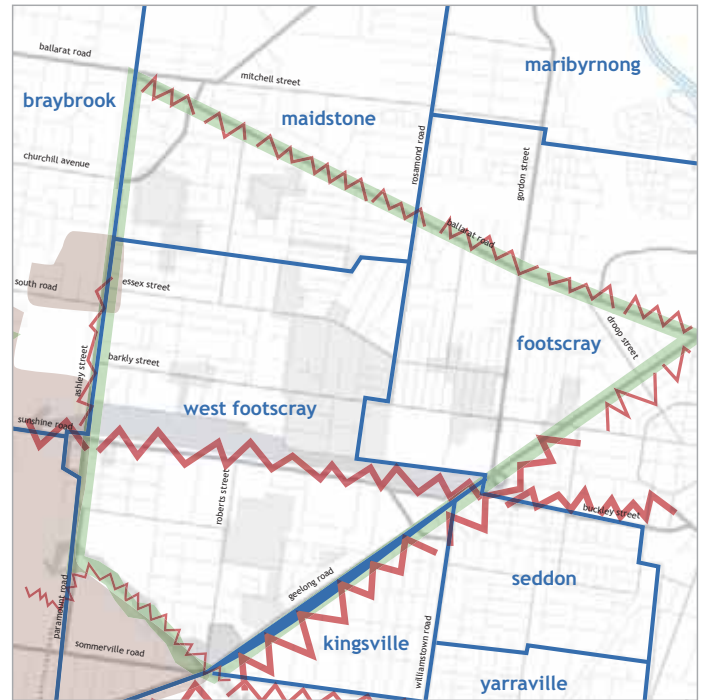 ballarat road
maribyrnong
mitchell street
braybrook
maidstone
rosamond road
churchill avenue
gordon street
ballarat road
south road
essex street
droop street
footscray
barkly street
ashley street
west footscray
sunshine road
roberts street
buckley street
geelong road
seddon
paramount road
kingsville
williamstown road
sommerville road
yarraville